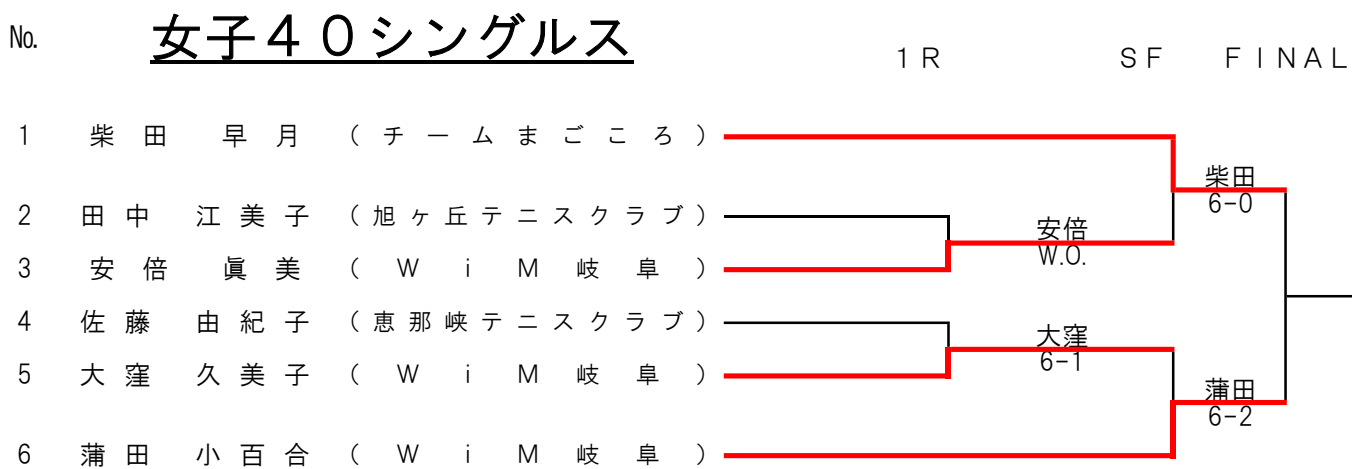 No. 女子４０シングルス
１Ｒ ＳＦ ＦＩＮＡＬ
1 柴田 早月 （チームまごころ）
柴田
6-0
2 田中 江美子 （旭ヶ丘テニスクラブ）
安倍
W.O.
3 安倍 眞美 （ＷｉＭ岐阜）
4 佐藤 由紀子 （恵那峡テニスクラブ）
大窪
6-1
5 大窪 久美子 （ＷｉＭ岐阜）
蒲田
6-2
6 蒲田 小百合 （ＷｉＭ岐阜）